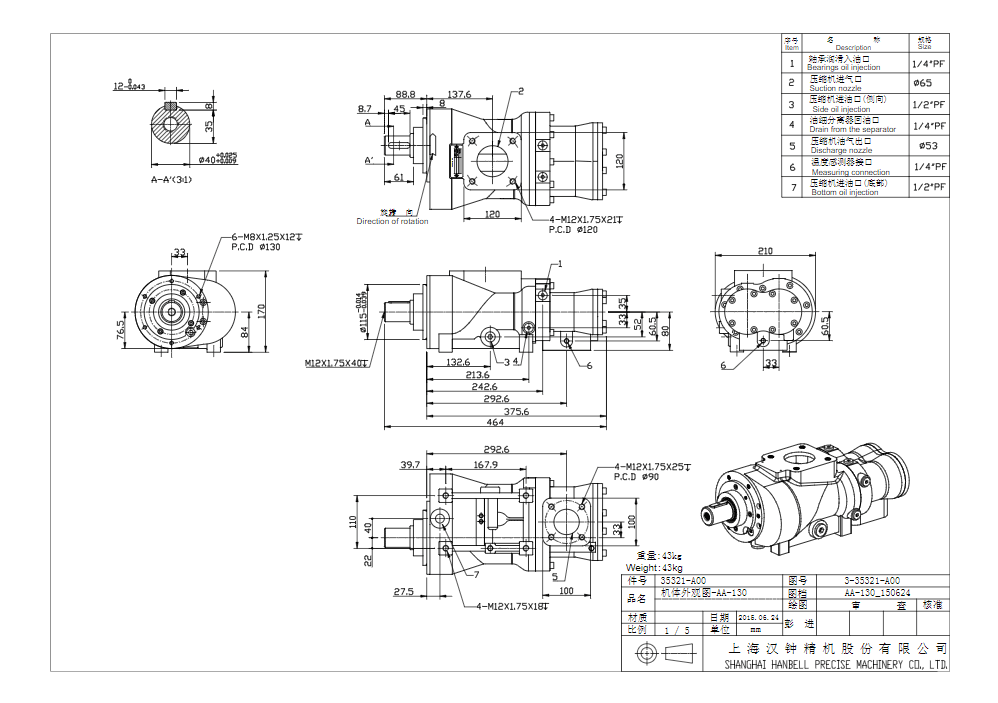 序号 名 称 规格
Item Description Size
1 轴承润滑入油口 1/4"PF
Bearings oil injection
2 压缩机进气口 Ø65
Suction nozzle
3 压缩机进油口(侧向) 1/2"PF
Side oil injection
4 油细分离器回油口 1/4"PF
Drain from the separator
5 压缩机油气出口 Ø53
Discharge nozzle
6 温度感测器接口 1/4"PF
Measuring connection
7 压缩机进油口(底部) 1/2"PF
Bottom oil injection
12-0.043
0
8
35
Ø40+0.025
+0.009
A-A'(3:1)
88.8
137.6
2
8.7
45
8
A
A'
61
120
120
4-M12X1.75X21
P.C.D Ø120
向
Direction of rotation
6-M8X1.25X12
P.C.D Ø130
33
170
84
76.5
1
Ø115-0.014
-0.039
M12X1.75X40
33
35
52
60.5
80
3
4
6
132.6
213.6
242.6
292.6
375.6
464
210
60.5
6
33
292.6
39.7
167.9
4-M12X1.75X25
P.C.D Ø90
110
40
22
33
100
7
5
27.5
100
4-M12X1.75X18
重量:43kg
Weight:43kg
件号 35321-A00 图号 3-35321-A00
品名 机体外观图-AA-130 图档 AA-130_150624
绘图 审 查 核准
材质 日期 2015.06.24 彭 进
比例 1 / 5 单位 mm
上海汉钟精机股份有限公司
SHANGHAI HANBELL PRECISE MACHINERY CO., LTD.